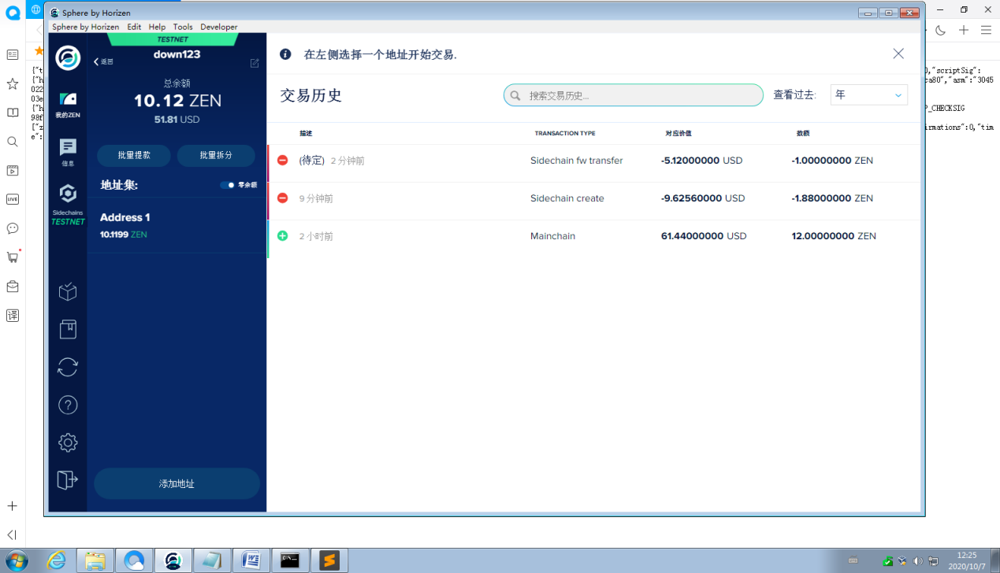 Sphere by Horizen
Sphere by Horizen Edit Help Tools Developer
TESTNET
返回
down123
总余额
10.12 ZEN
51.81 USD
批量提款
批量拆分
地址集:
零余额
Address 1
10.1199 ZEN
添加地址
我的ZEN
信息
Sidechains
TESTNET
在左侧选择一个地址开始交易.
交易历史
搜索交易历史...
查看过去:
年
描述 TRANSACTION TYPE 对应价值 数额
(待定) 2 分钟前 Sidechain fw transfer -5.12000000 USD -1.00000000 ZEN
9 分钟前 Sidechain create -9.62560000 USD -1.88000000 ZEN
2 小时前 Mainchain 61.44000000 USD 12.00000000 ZEN
{"t
{"h
022
03e
{"h
98f
["z
e":
0,"scriptSig":
a80","asm":"3045
P_CHECKSIG
irmations":0,"tim
LIVE
译
12:25
2020/10/7